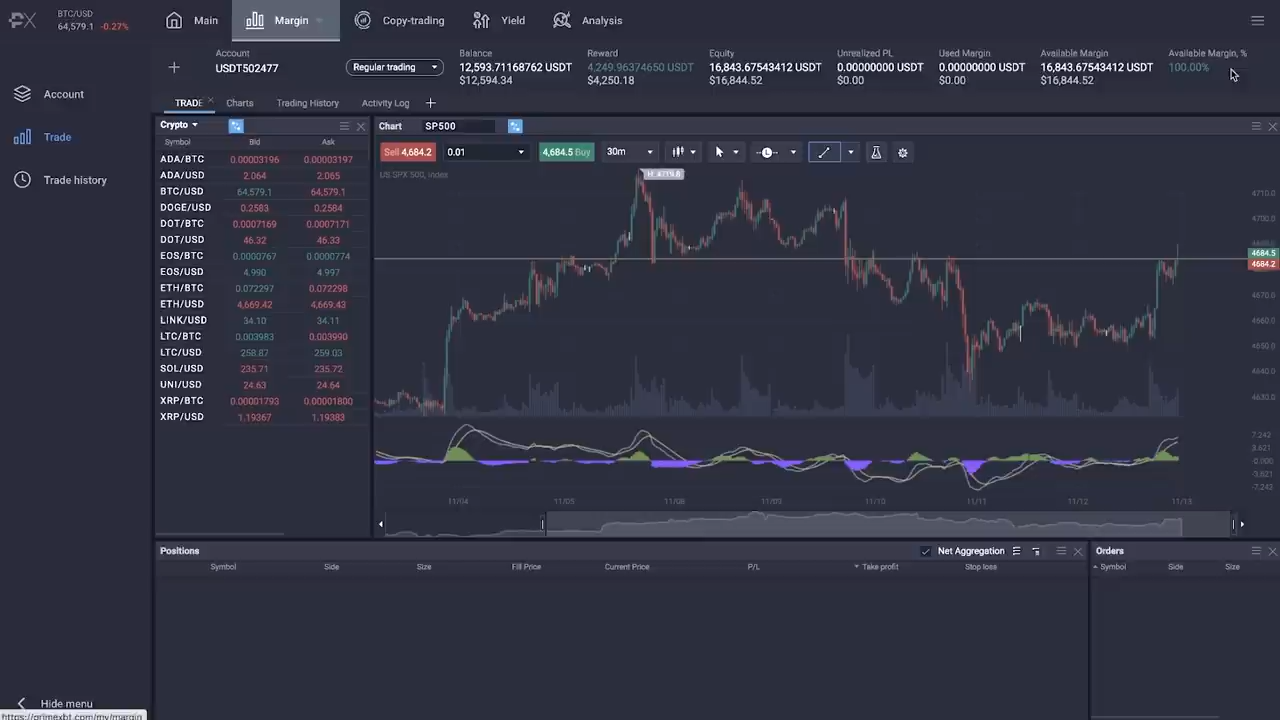 PX
BTC/USD
64,579.1 -0.27%
Main
Margin
Copy-trading
Yield
Analysis
Account
USDT502477
Regular trading
Balance
12,593.71168762 USDT
$12,594.34
Reward
4,249.96374650 USDT
$4,250.18
Equity
16,843.67543412 USDT
$16,844.52
Unrealized PL
0.00000000 USDT
$0.00
Used Margin
0.00000000 USDT
$0.00
Available Margin
16,843.67543412 USDT
$16,844.52
Available Margin, %
100.00%
Account
Trade
Trade history
TRADE
Charts
Trading History
Activity Log
Crypto
Symbol Bid Ask
ADA/BTC 0.00003196 0.00003197
ADA/USD 2.064 2.065
BTC/USD 64,579.1 64,579.1
DOGE/USD 0.2583 0.2584
DOT/BTC 0.0007169 0.0007171
DOT/USD 46.32 46.33
EOS/BTC 0.0000767 0.0000774
EOS/USD 4.990 4.997
ETH/BTC 0.072297 0.072298
ETH/USD 4,669.42 4,669.43
LINK/USD 34.10 34.11
LTC/BTC 0.003983 0.003990
LTC/USD 258.87 259.03
SOL/USD 235.71 235.72
UNI/USD 24.63 24.64
XRP/BTC 0.00001793 0.00001800
XRP/USD 1.19367 1.19383
Chart SP500
Sell 4,684.2
0.01
4,684.5 Buy
30m
US SPX 500, index
H: 4719.8
4710.0
4700.0
4684.5
4684.2
4670.0
4660.0
4650.0
4640.0
4630.0
7.242
3.621
-0.000
-3.621
-7.243
11/04 11/05 11/08 11/09 11/10 11/11 11/12 11/13
Positions
Net Aggregation
Symbol Side Size Fill Price Current Price P/L Take profit Stop loss
Orders
Symbol Side Size
Hide menu
https://primexbt.com/my/margin